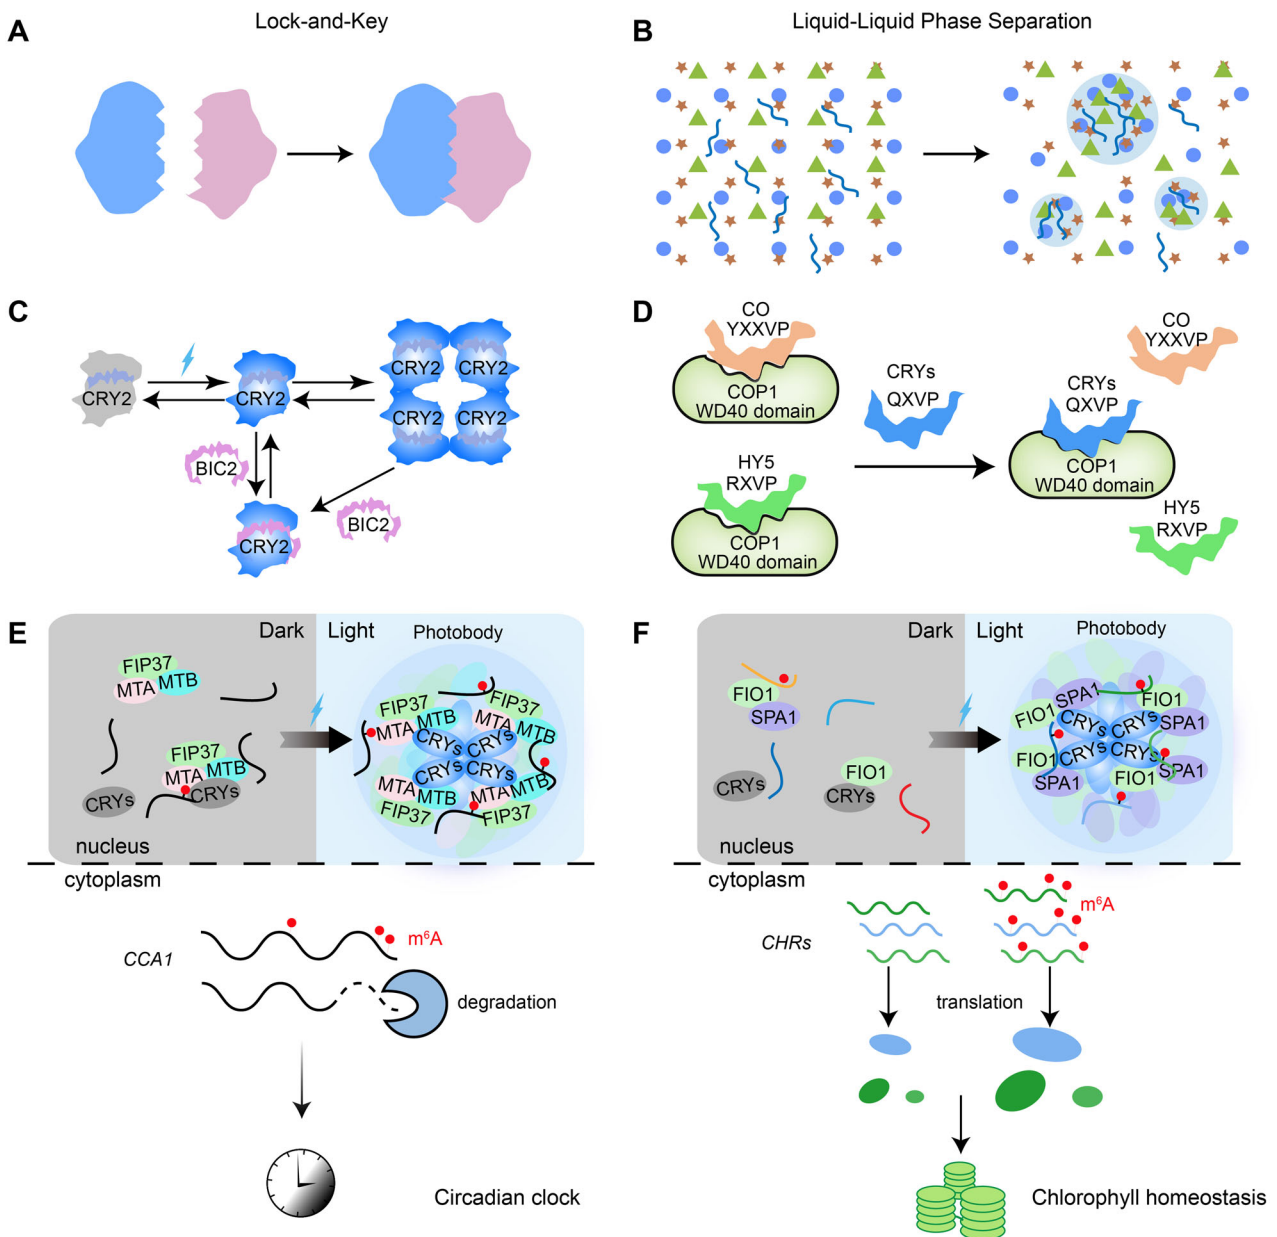 A
Lock-and-Key
B
Liquid-Liquid Phase Separation
C
CRY2
CRY2
CRY2
CRY2
CRY2
CRY2
BIC2
BIC2
CRY2
D
CO
YXXVP
COP1
WD40 domain
HY5
RXVP
COP1
WD40 domain
CRYs
QXVP
CO
YXXVP
CRYs
QXVP
COP1
WD40 domain
HY5
RXVP
E
Dark
Light
Photobody
FIP37
MTA
MTB
FIP37
MTA
MTB
CRYs
CRYs
FIP37
FIP37
MTA
MTB
MTA
MTB
CRYs
CRYs
CRYs
CRYs
MTA
MTB
MTA
MTB
FIP37
FIP37
nucleus
cytoplasm
CCA1
m⁶A
degradation
Circadian clock
F
Dark
Light
Photobody
FIO1
SPA1
CRYs
FIO1
CRYs
SPA1
FIO1
FIO1
CRYs
CRYs
SPA1
FIO1
CRYs
CRYs
SPA1
FIO1
SPA1
nucleus
cytoplasm
CHRs
m⁶A
translation
Chlorophyll homeostasis